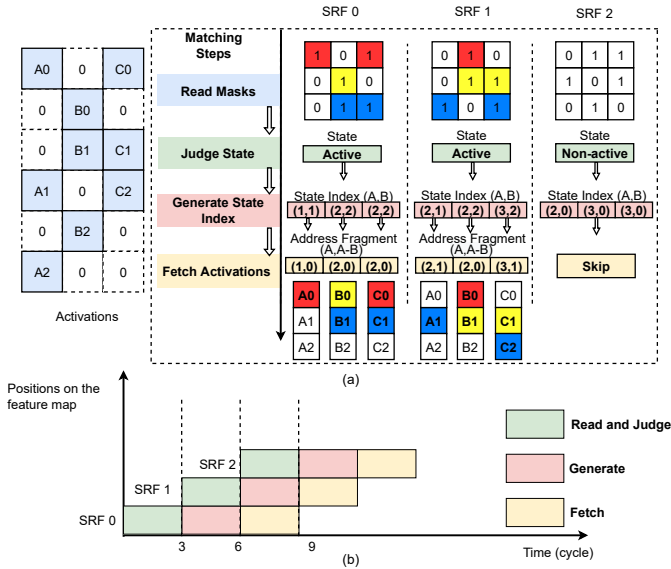 SRF 0 SRF 1 SRF 2
Matching
Steps
A0 0 C0
0 B0 0
0 B1 C1
A1 0 C2
0 B2 0
A2 0 0
Activations
Read Masks
Judge State
Generate State
Index
Fetch Activations
1 0 1
0 1 0
0 1 1
State
Active
State Index (A,B)
(1,1) (2,2) (2,2)
Address Fragment
(A,A-B)
(1,0) (2,0) (2,0)
A0 B0 C0
A1 B1 C1
A2 B2 C2
0 1 0
0 1 1
1 0 1
State
Active
State Index (A,B)
(2,1) (2,2) (3,2)
Address Fragment
(A,A-B)
(2,1) (2,0) (3,1)
A0 B0 C0
A1 B1 C1
A2 B2 C2
0 1 1
1 0 1
0 1 1
State
Non-active
State Index (A,B)
(2,0) (3,0) (3,0)
Skip
(a)
Positions on the
feature map
SRF 2
SRF 1
SRF 0
3 6 9
Time (cycle)
Read and Judge
Generate
Fetch
(b)